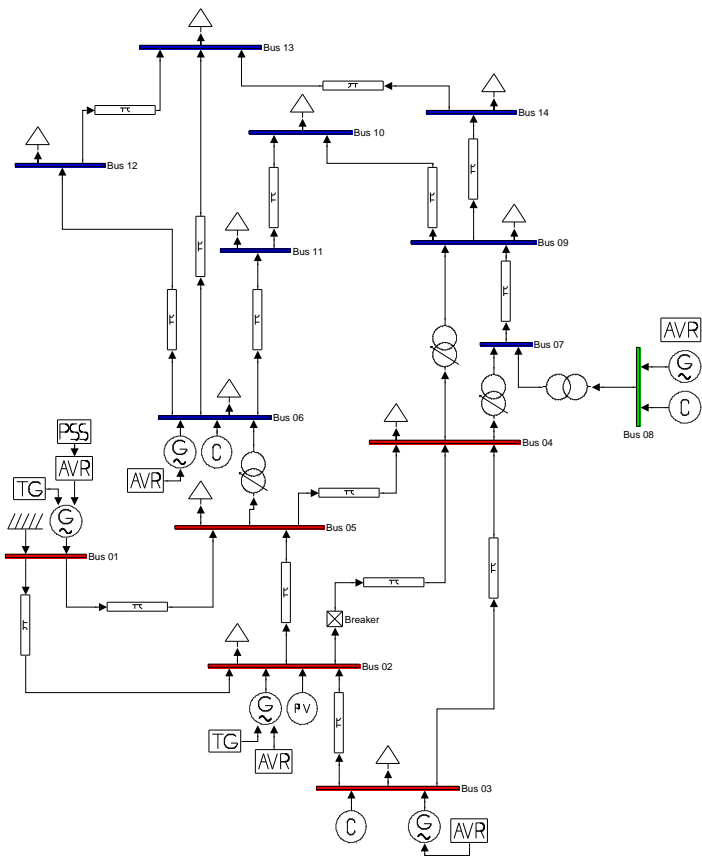 Bus 13
π
π
Bus 14
Bus 10
Bus 12
π
π
π
Bus 09
π
Bus 11
π
π
π
Bus 07
AVR
G
C
Bus 08
Bus 06
PSS
Bus 04
G
C
AVR
AVR
TG
G
π
Bus 05
Bus 01
π
π
π
π
π
Breaker
Bus 02
G
PV
π
TG
AVR
Bus 03
C
G
AVR